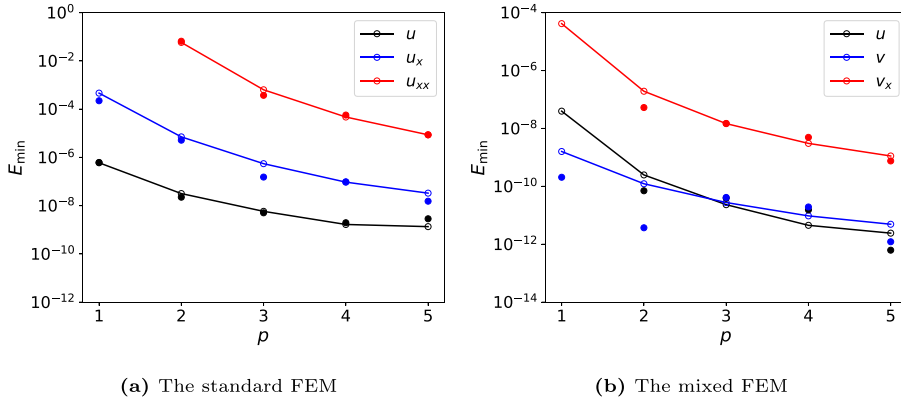 10^0
10^{-2}
10^{-4}
10^{-6}
10^{-8}
10^{-10}
10^{-12}
E_min
1 2 3 4 5
p
u
u_x
u_xx
(a) The standard FEM
10^{-4}
10^{-6}
10^{-8}
10^{-10}
10^{-12}
10^{-14}
E_min
1 2 3 4 5
p
u
v
v_x
(b) The mixed FEM